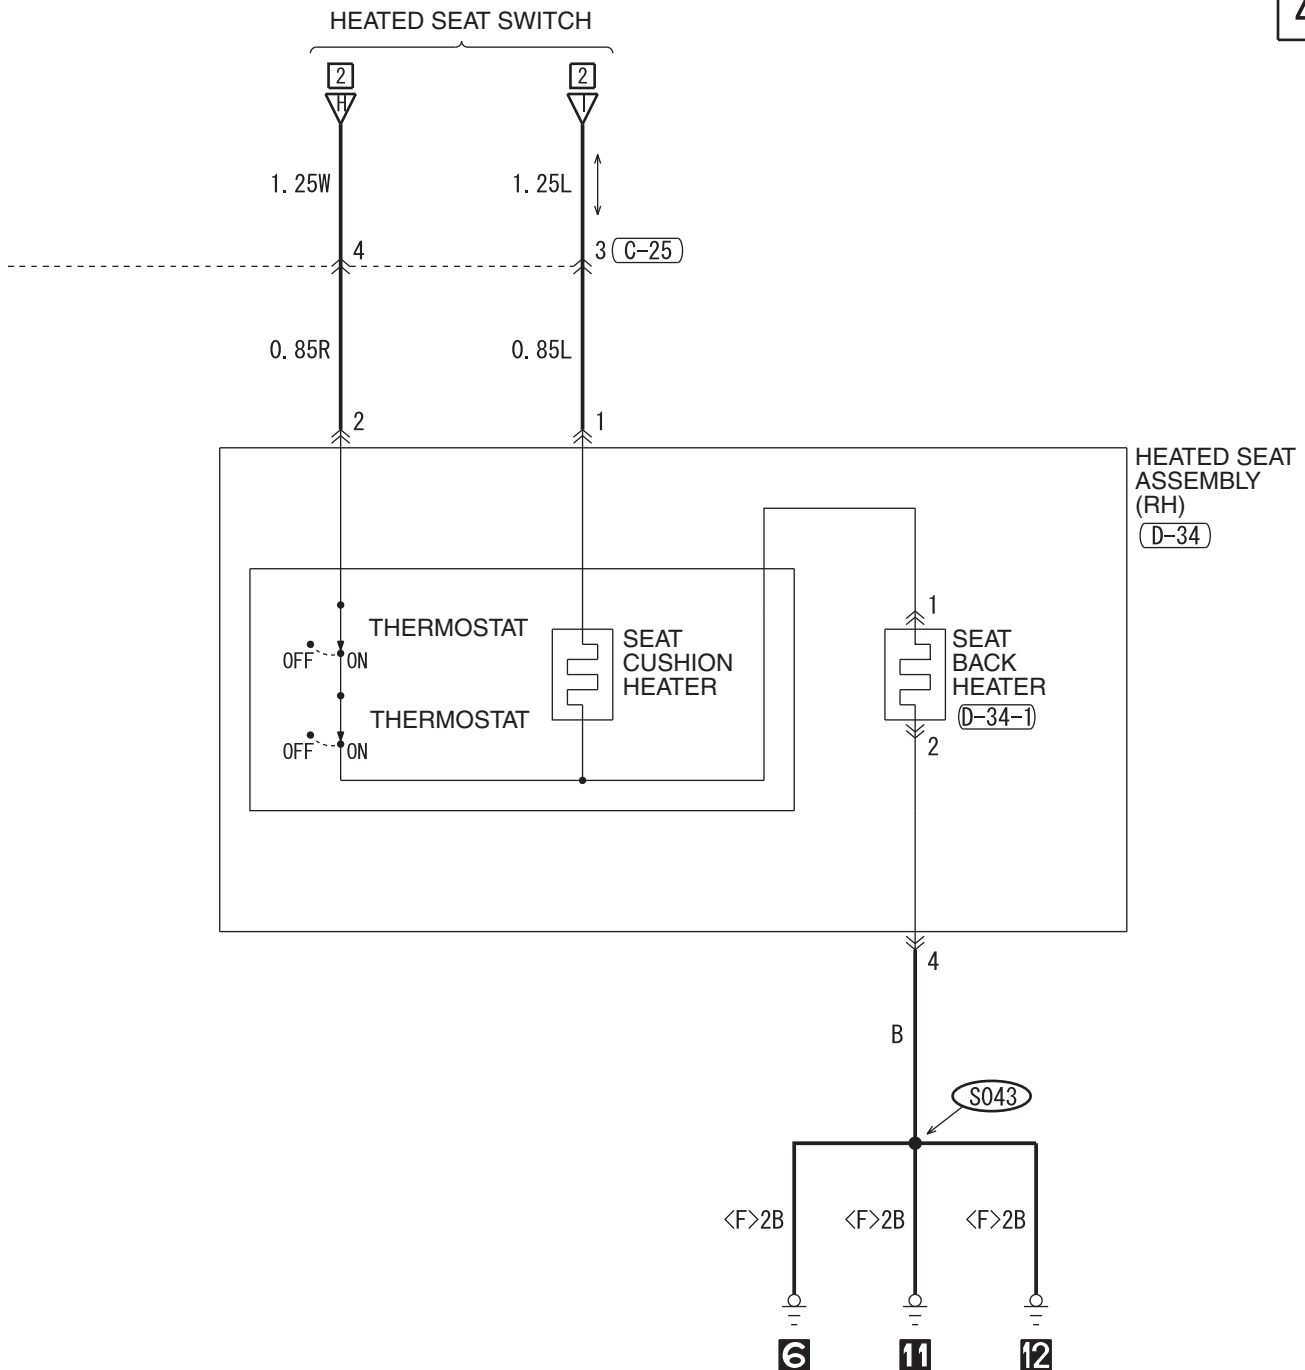 HEATED SEAT SWITCH
2
2
H
I
1.25W
1.25L
4
3
C-25
0.85R
0.85L
2
1
HEATED SEAT
ASSEMBLY
(RH)
D-34
THERMOSTAT
OFF
ON
THERMOSTAT
OFF
ON
SEAT
CUSHION
HEATER
1
SEAT
BACK
HEATER
D-34-1
2
4
B
S043
<F>2B
<F>2B
<F>2B
6
11
12